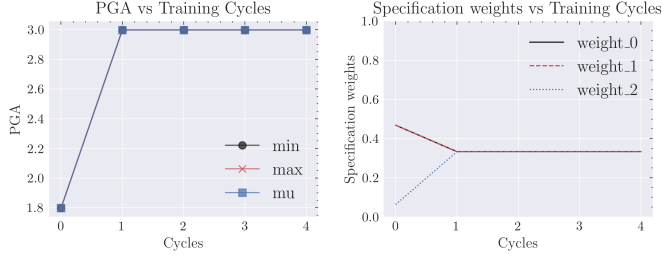 PGA vs Training Cycles
3.0
2.8
2.6
2.4
2.2
2.0
1.8
PGA
min
max
mu
0 1 2 3 4
Cycles
Specification weights vs Training Cycles
1.0
0.8
0.6
0.4
0.2
0.0
Specification weights
weight_0
weight_1
weight_2
0 1 2 3 4
Cycles